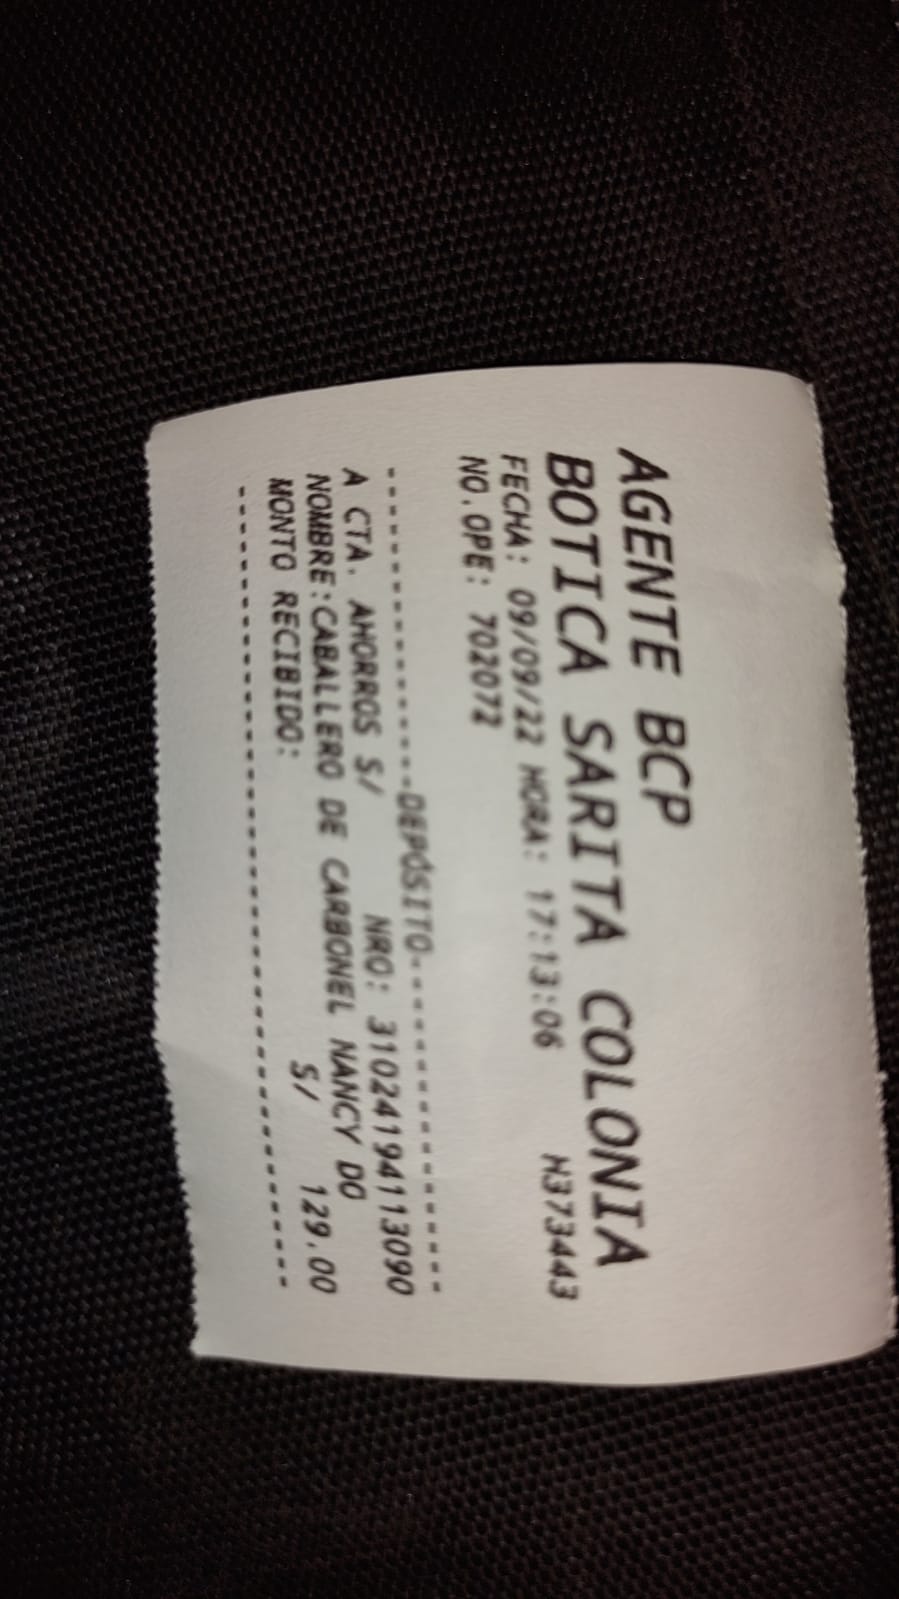 AGENTE BCP
BOTICA SARITA COLONIA
FECHA: 09/09/22 HORA: 17:13:06 H373443
NO.OPE: 702072
--------------------DEPÓSITO--------------------
A CTA. AHORROS S/ NRO: 31024194113090
NOMBRE:CABALLERO DE CARBONEL NANCY DO
MONTO RECIBIDO: S/ 129.00
------------------------------------------------